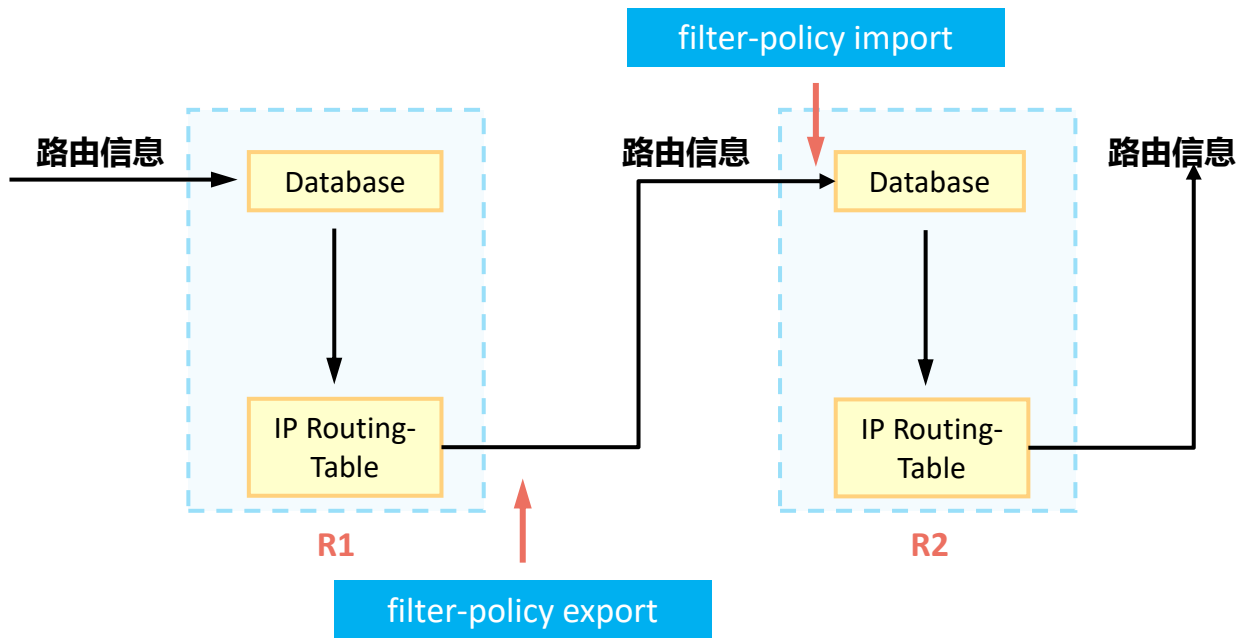 filter-policy import
路由信息
路由信息
路由信息
Database
Database
IP Routing-
Table
IP Routing-
Table
R1
R2
filter-policy export